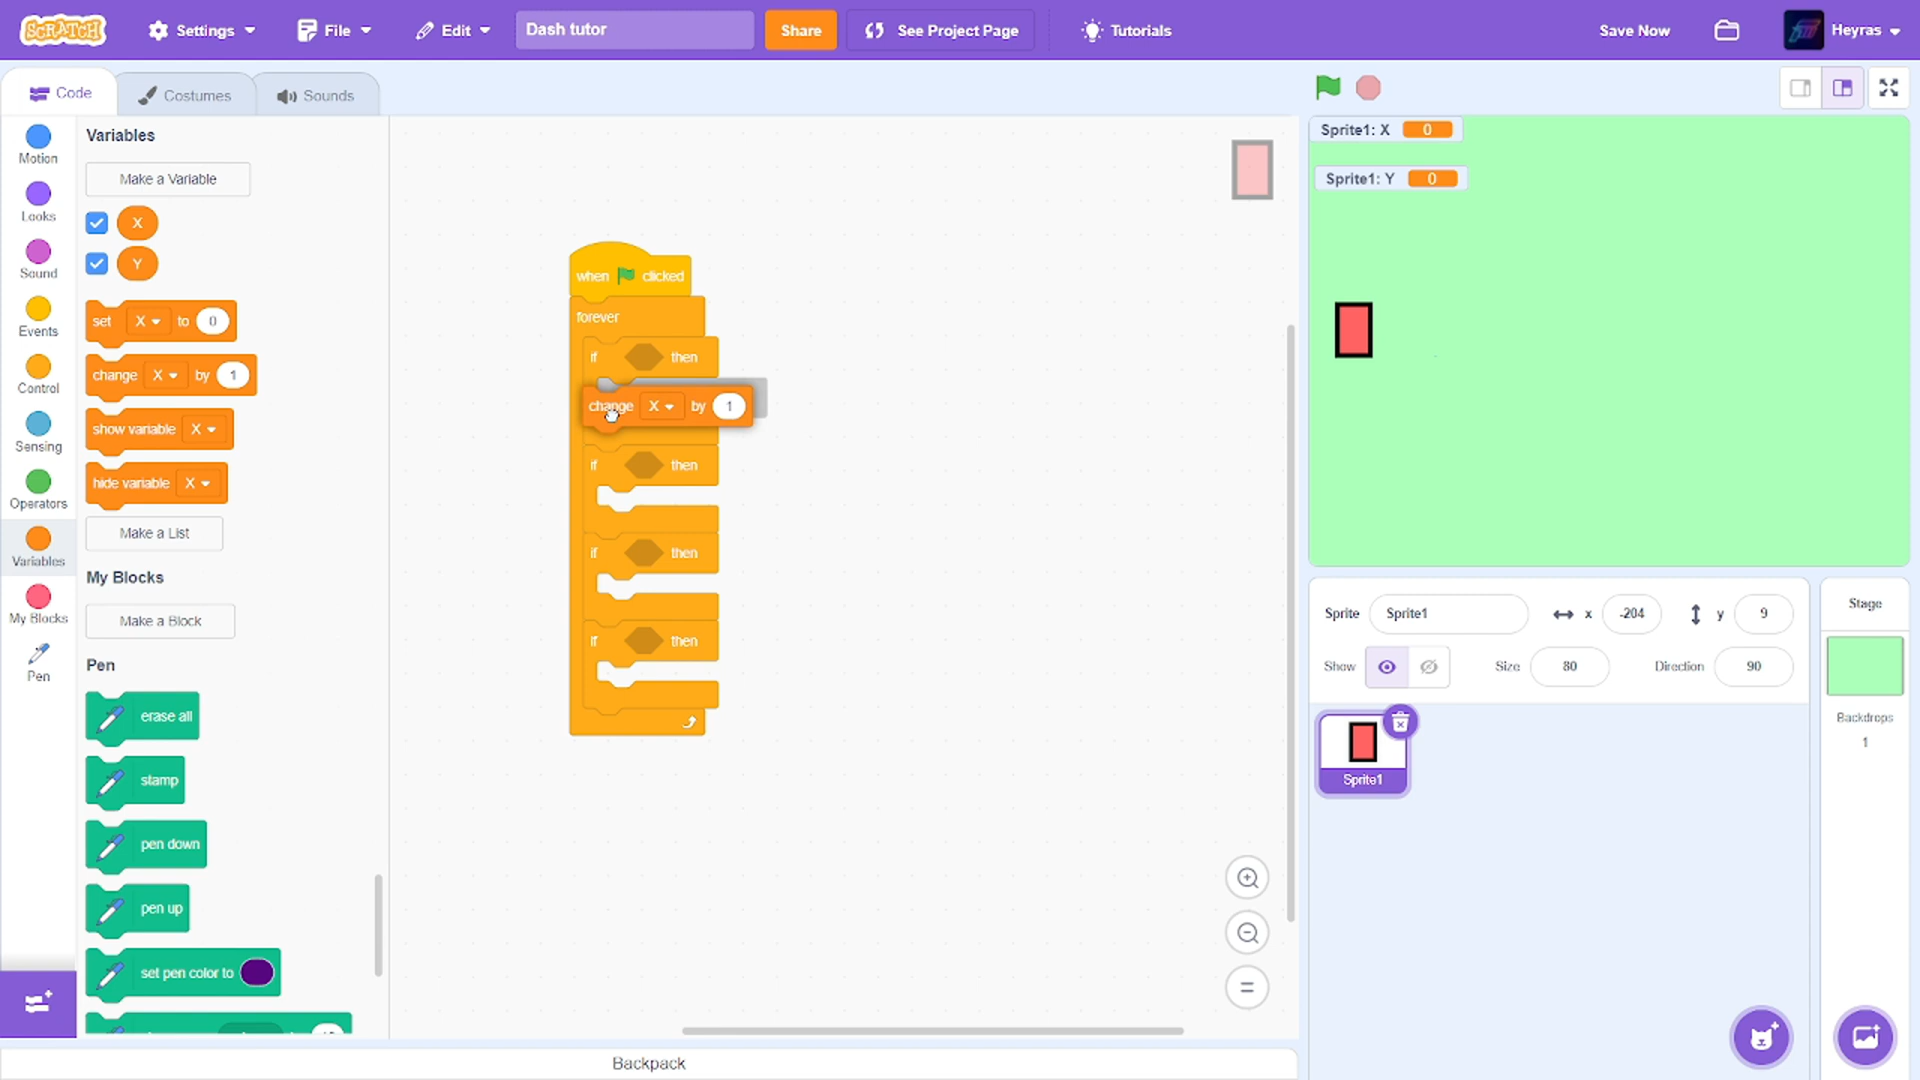 SCRATCH Settings File Edit Dash tutor Share See Project Page Tutorials Save Now Heyras
Code Costumes Sounds
Motion
Looks
Sound
Events
Control
Sensing
Operators
Variables
My Blocks
Pen
Variables
Make a Variable
X
Y
set X to 0
change X by 1
show variable X
hide variable X
Make a List
My Blocks
Make a Block
Pen
erase all
stamp
pen down
pen up
set pen color to
when clicked
forever
if then
change X by 1
if then
if then
if then
Backpack
Sprite1: X 0
Sprite1: Y 0
Sprite Sprite1 x -204 y 9
Show Size 80 Direction 90
Sprite1
Stage
Backdrops
1